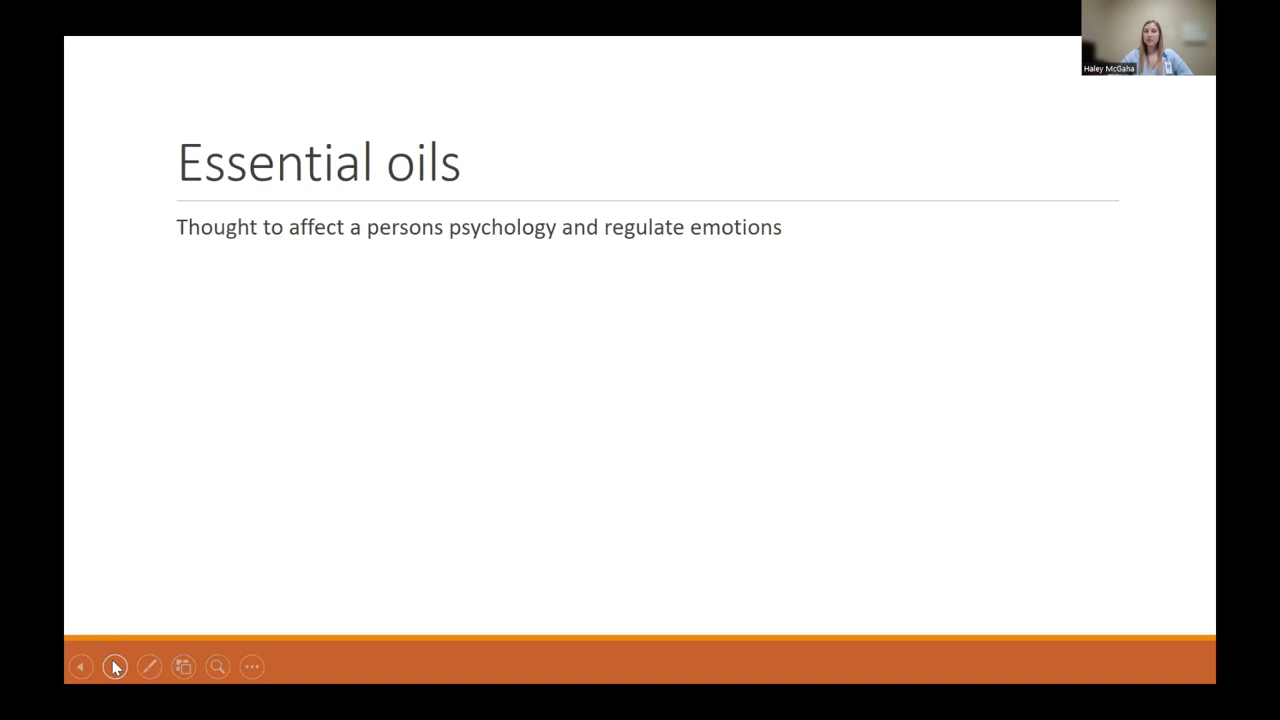 Haley McGaha
Essential oils
Thought to affect a persons psychology and regulate emotions